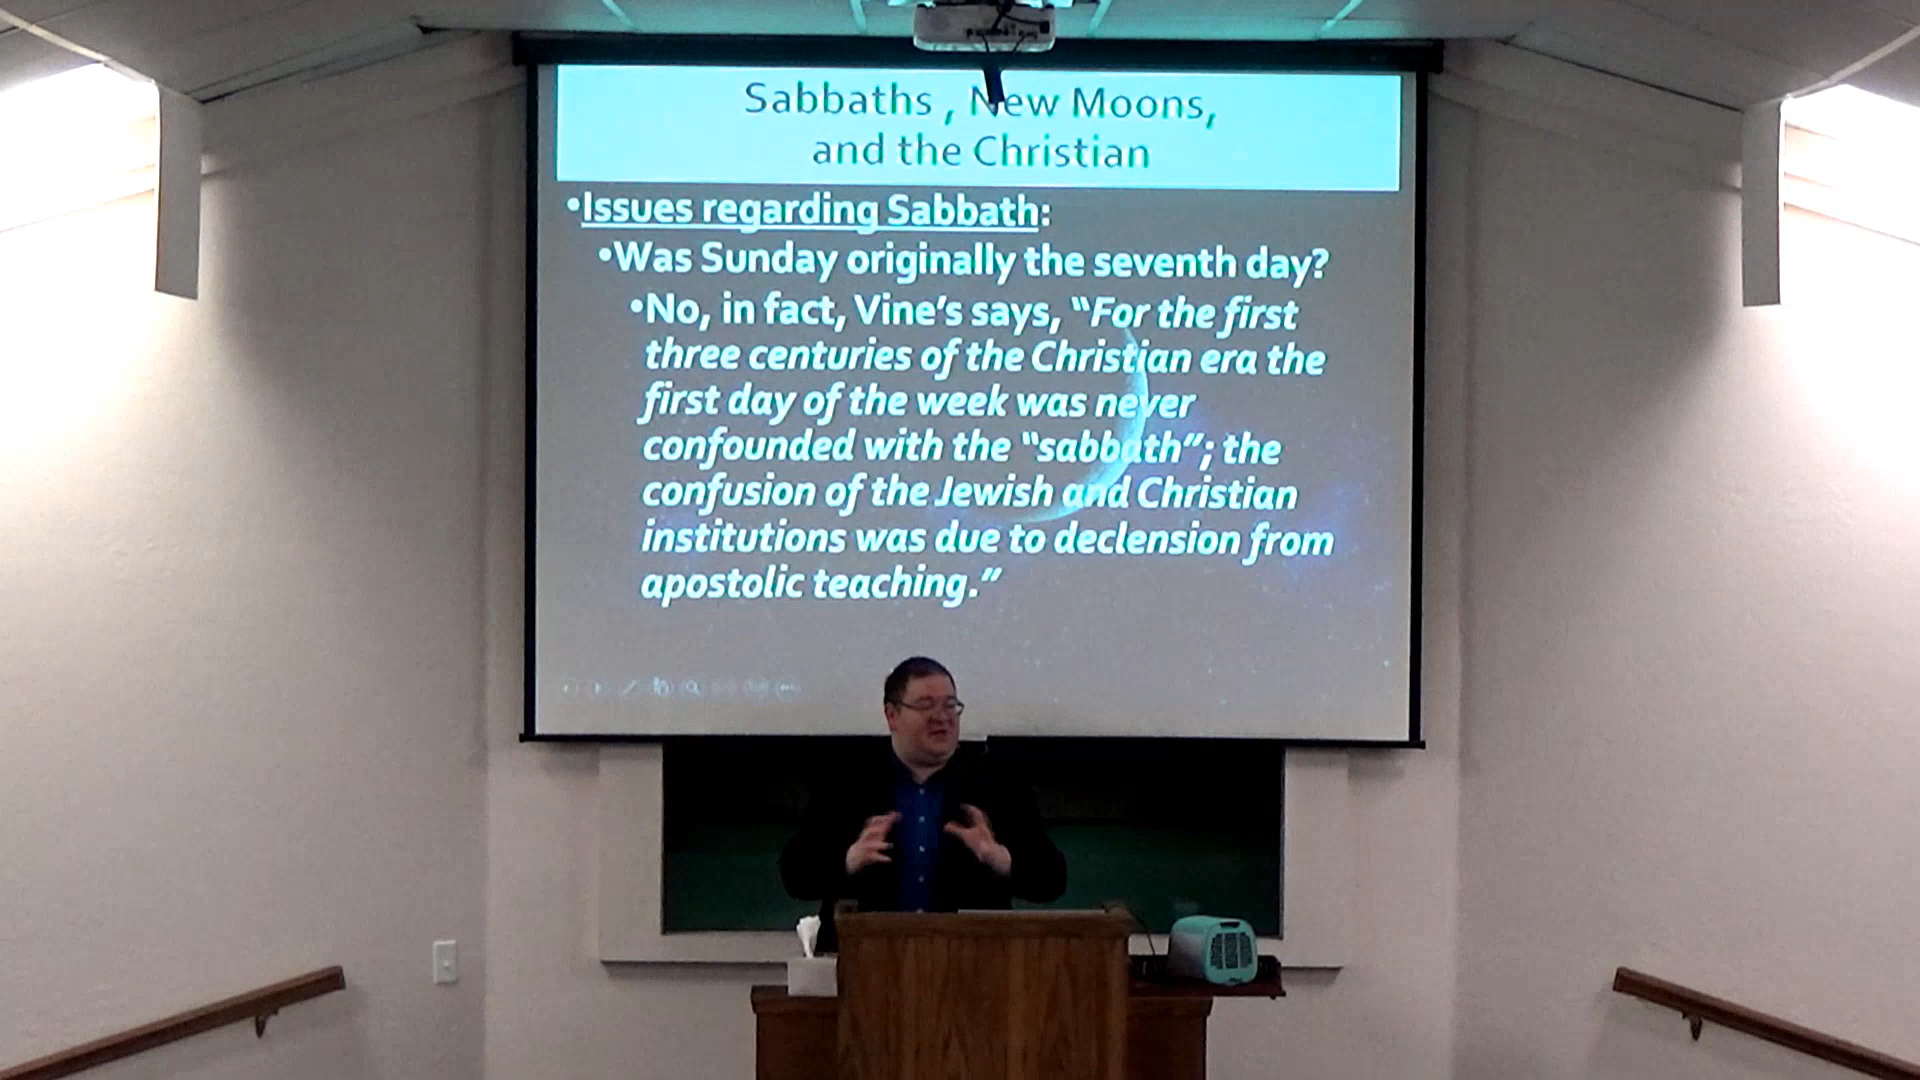 Sabbaths , New Moons,
and the Christian
•Issues regarding Sabbath:
•Was Sunday originally the seventh day?
•No, in fact, Vine’s says, “For the first
three centuries of the Christian era the
first day of the week was never
confounded with the “sabbath”; the
confusion of the Jewish and Christian
institutions was due to declension from
apostolic teaching.”